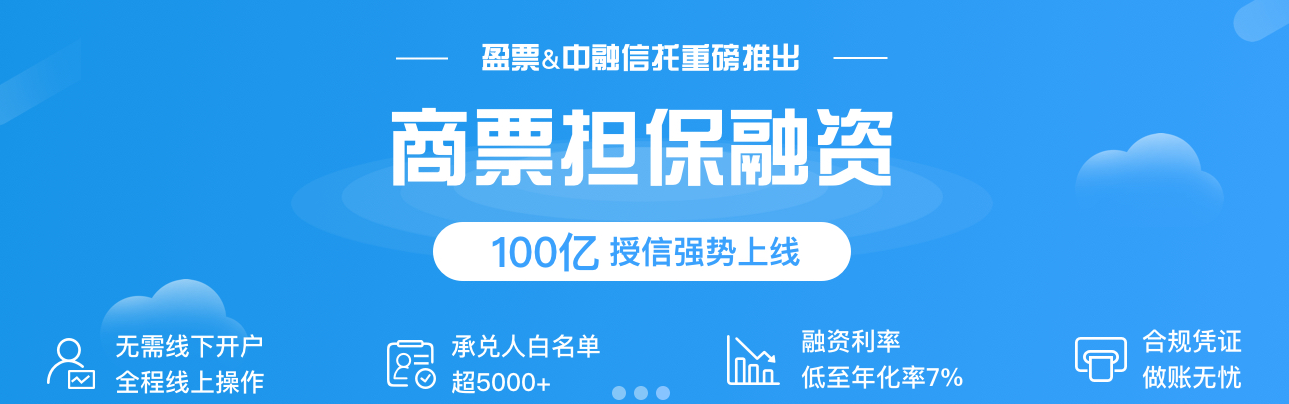 盈票&中融信托重磅推出
商票担保融资
100亿 授信强势上线
无需线下开户
全程线上操作
承兑人白名单
超5000+
融资利率
低至年化率7%
合规凭证
做账无忧